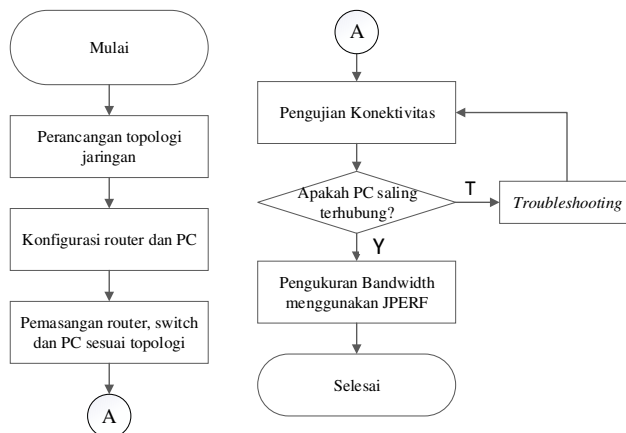 Mulai
Perancangan topologi
jaringan
Konfigurasi router dan PC
Pemasangan router, switch
dan PC sesuai topologi
A
A
Pengujian Konektivitas
Apakah PC saling
terhubung?
T
Troubleshooting
Y
Pengukuran Bandwidth
menggunakan JPERF
Selesai